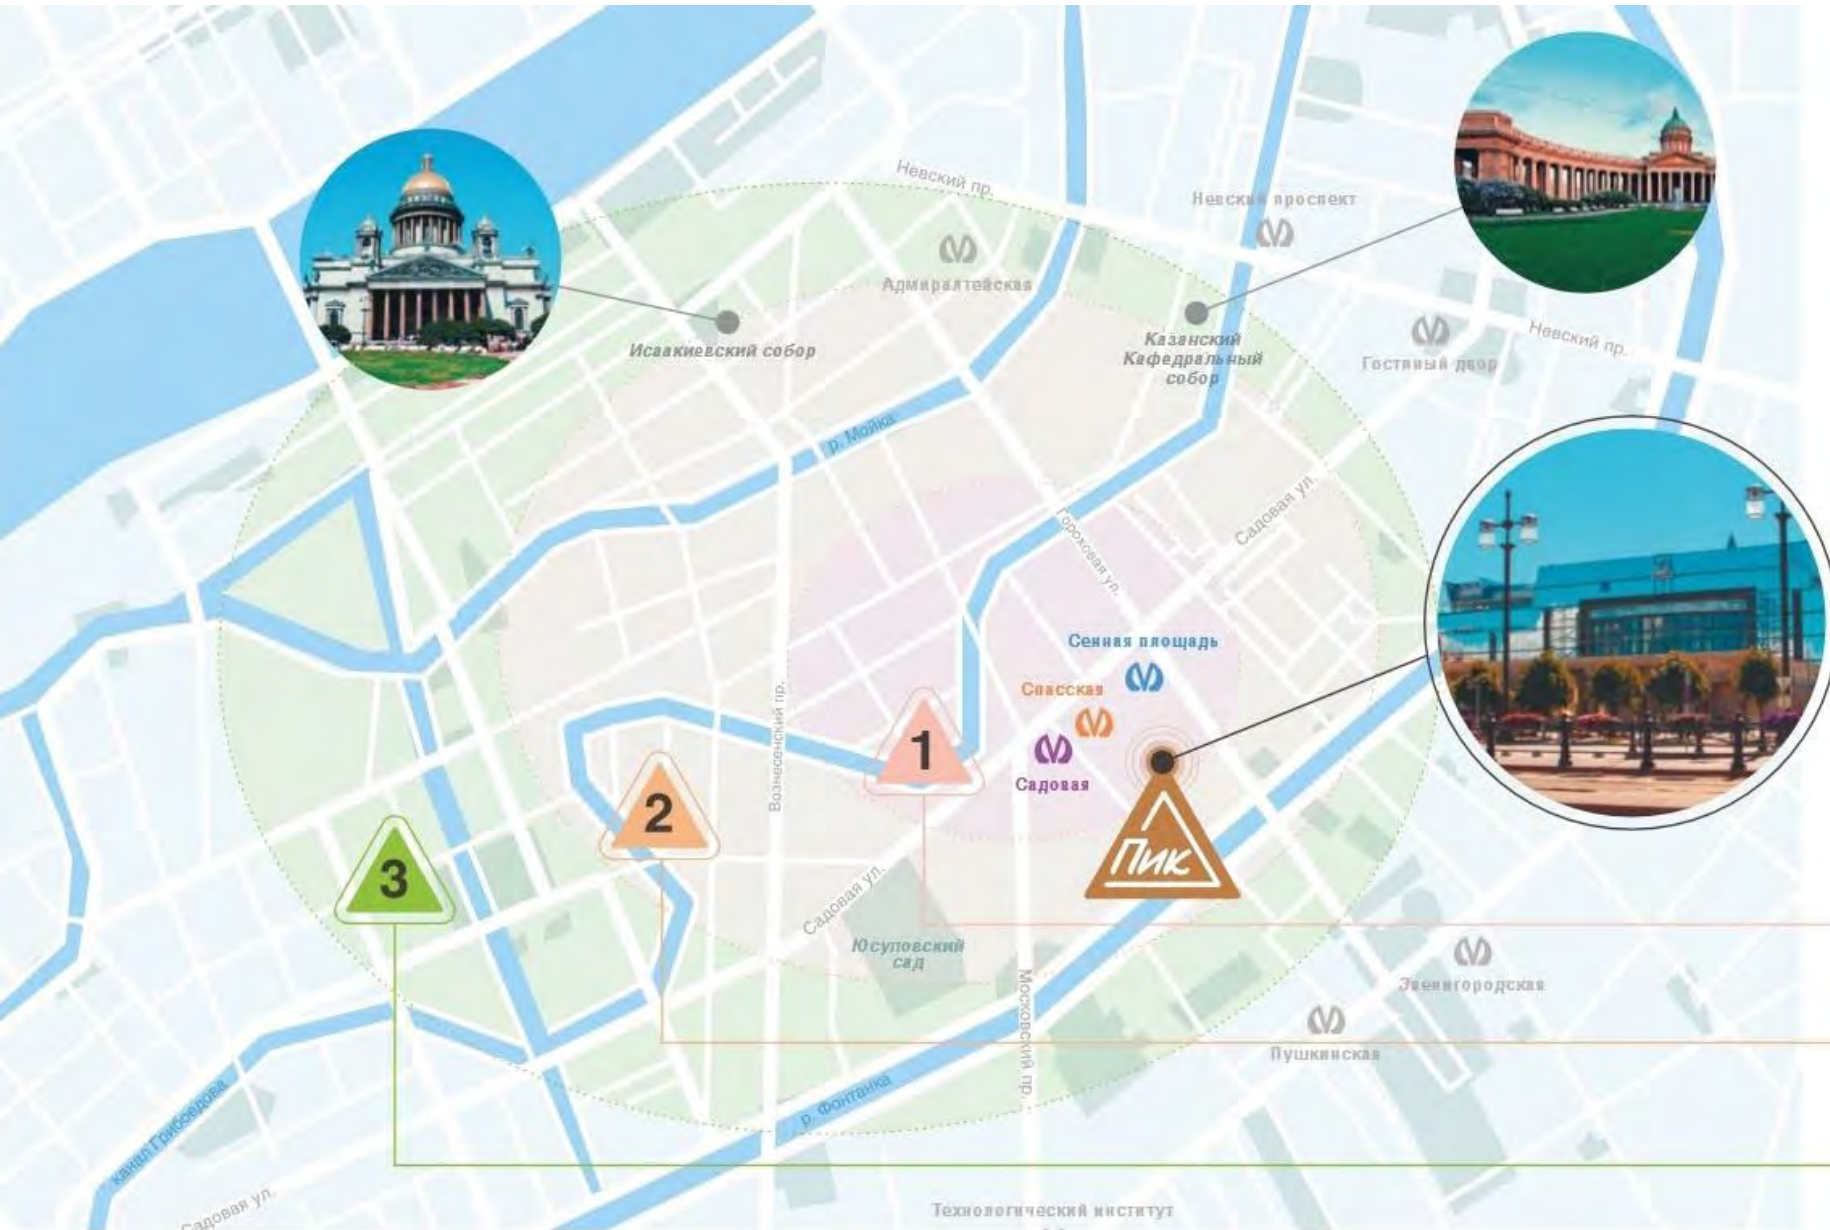 Невский пр.
Невский проспект
Адмиралтейская
Казанский
Кафедральный
собор
Исаакиевский собор
Гостиный двор
Невский пр.
р. Мойка
Садовая ул.
Гороховая ул.
Сенная площадь
Спасская
Садовая
Вознесенский пр.
1
2
3
Пик
Садовая ул.
Юсуповский
сад
Московский пр.
Звенигородская
Пушкинская
р. Фонтанка
канал Грибоедова
Садовая ул.
Технологический институт